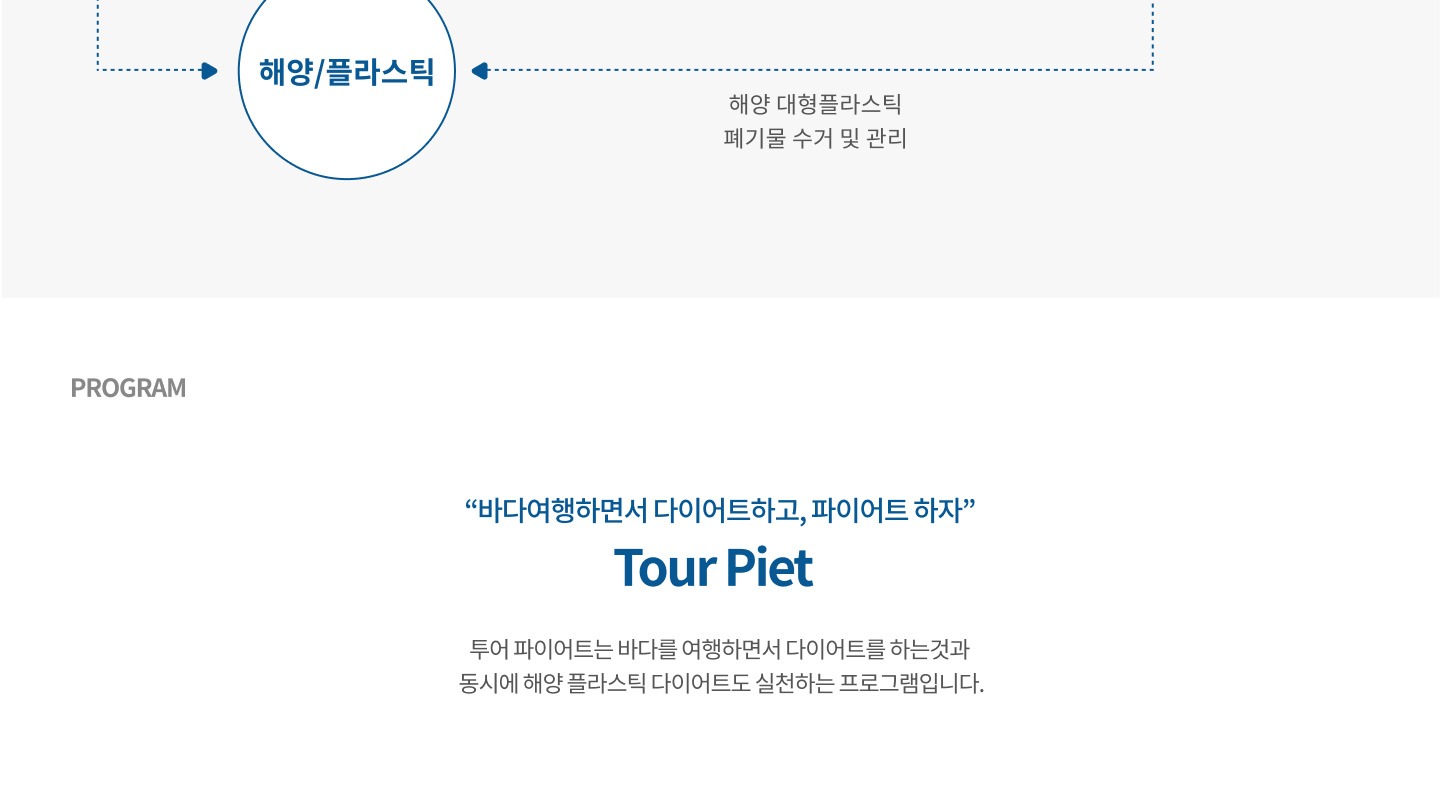 해양/플라스틱
해양 대형플라스틱
폐기물 수거 및 관리
PROGRAM
“바다여행하면서 다이어트하고, 파이어트 하자”
Tour Piet
투어 파이어트는 바다를 여행하면서 다이어트를 하는것과
동시에 해양 플라스틱 다이어트도 실천하는 프로그램입니다.